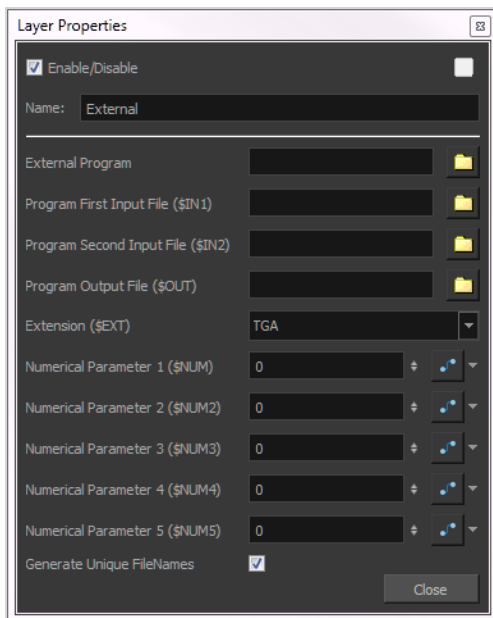 Layer Properties
Enable/Disable
Name: External
External Program
Program First Input File ($IN1)
Program Second Input File ($IN2)
Program Output File ($OUT)
Extension ($EXT) TGA
Numerical Parameter 1 ($NUM) 0
Numerical Parameter 2 ($NUM2) 0
Numerical Parameter 3 ($NUM3) 0
Numerical Parameter 4 ($NUM4) 0
Numerical Parameter 5 ($NUM5) 0
Generate Unique FileNames
Close